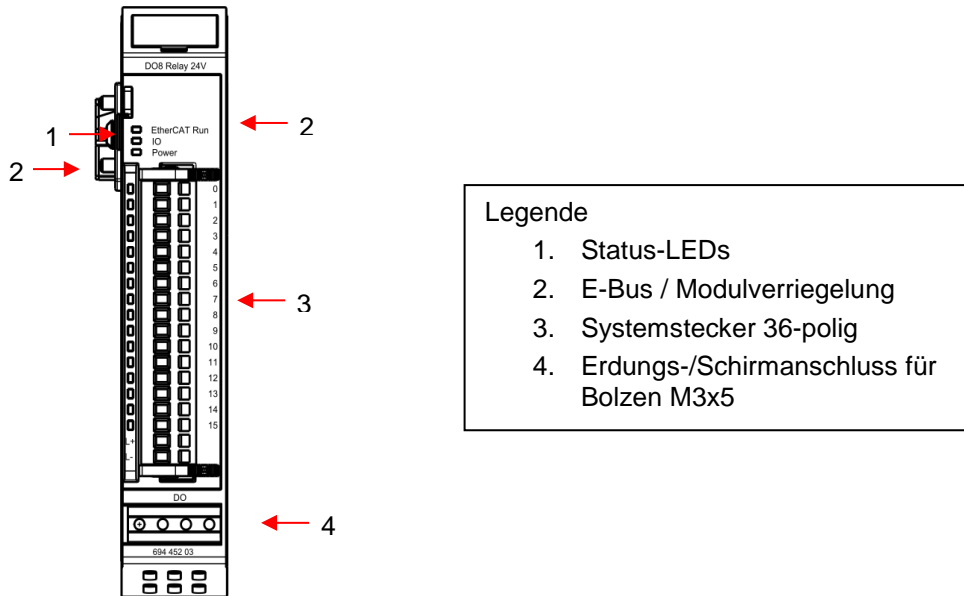 DO8 Relay 24V
EtherCAT Run
IO
Power
1
2
2
0
1
2
3
4
5
6
7
8
9
10
11
12
13
14
15
L+
L-
3
DO
4
694 452 03
Legende
1. Status-LEDs
2. E-Bus / Modulverriegelung
3. Systemstecker 36-polig
4. Erdungs-/Schirmanschluss für
Bolzen M3x5